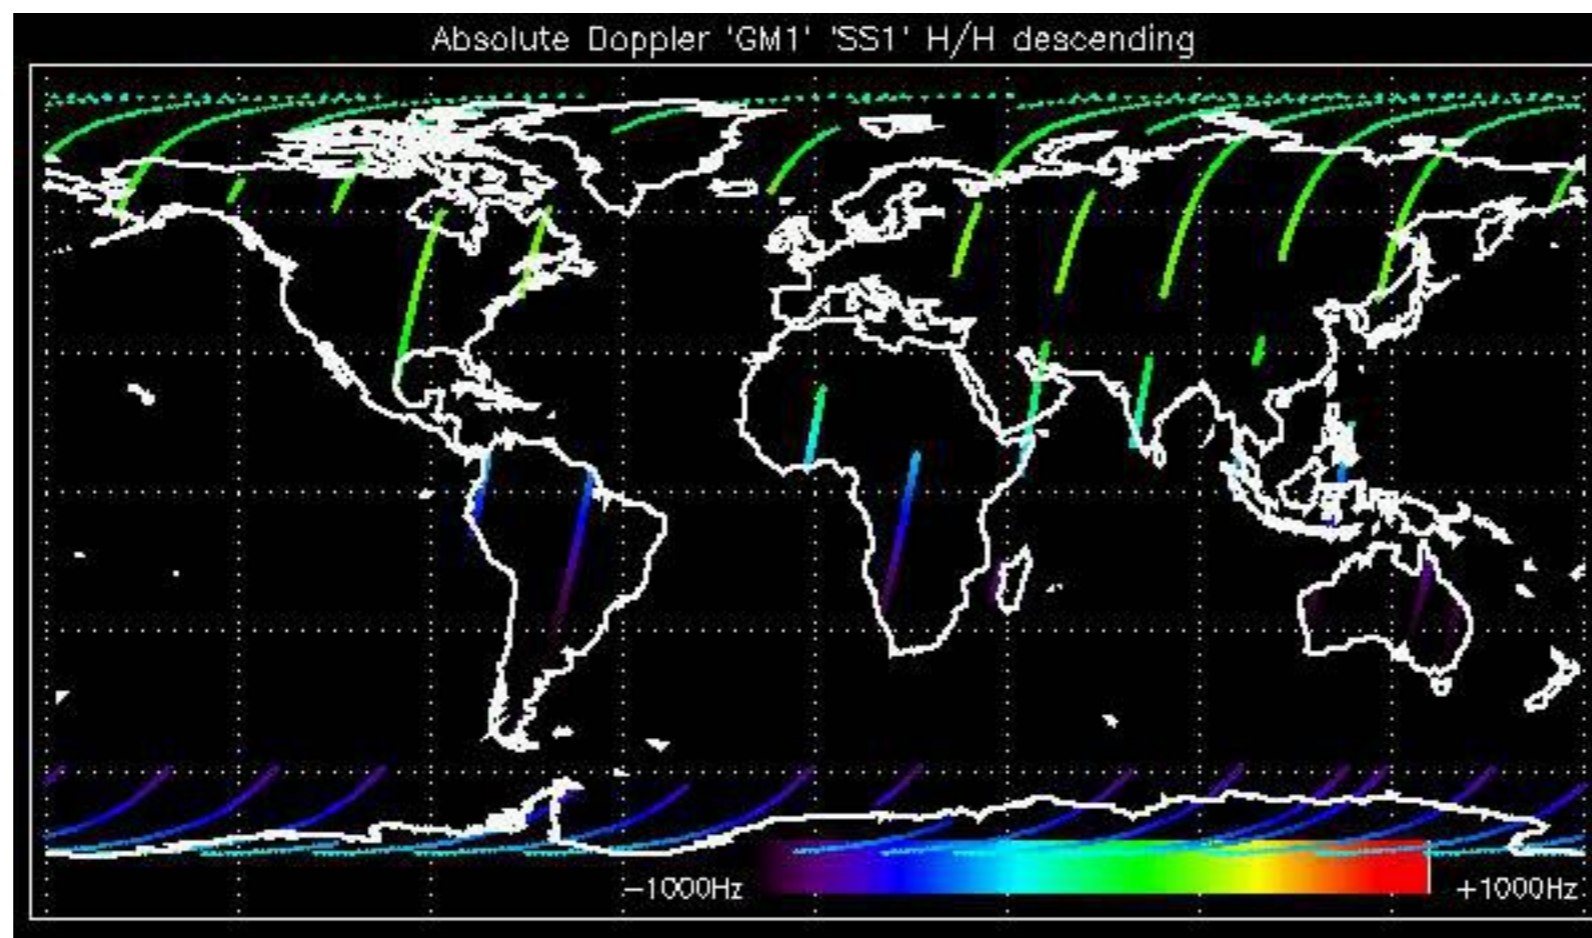 Absolute Doppler 'GM1' 'SS1' H/H descending
−1000Hz
+1000Hz